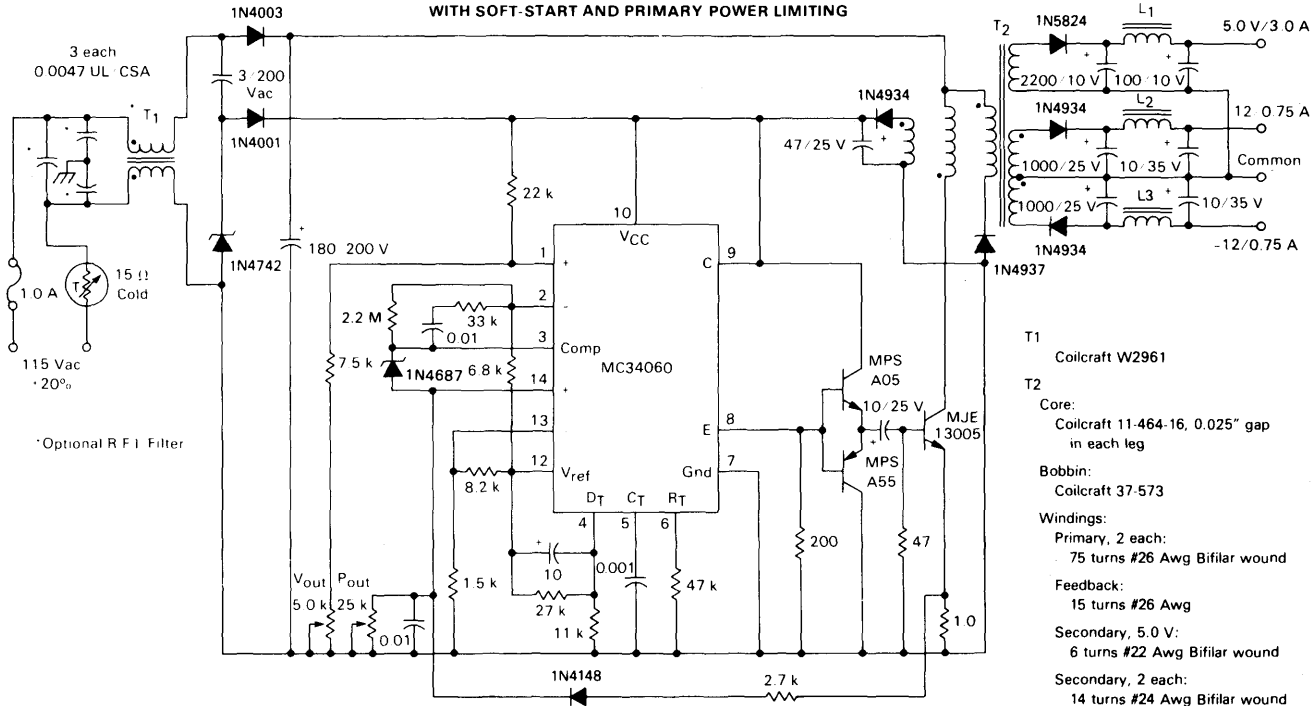 WITH SOFT-START AND PRIMARY POWER LIMITING
1N4003
3 each
0.0047 UL CSA
3/200
Vac
T1
1N4001
1N4742
180 200 V
1.0 A
T
15 Ω
Cold
115 Vac
20%
*Optional R F I Filter
22 k
7.5 k
2.2 M
33 k
0.01
1N4687
6.8 k
8.2 k
1.5 k
10
27 k
11 k
0.001
47 k
Vout
5.0 k
Pout
25 k
0.01
1N4148
2.7 k
10
VCC
1 +
2 -
3 Comp
14 +
13 -
12 Vref
MC34060
9 C
8 E
7 Gnd
DT CT RT
4 5 6
1N4934
47/25 V
MPS
A05
10/25 V
MJE
13005
MPS
A55
200
47
1.0
1N4937
T2
1N5824
L1
5.0 V/3.0 A
2200/10 V
100/10 V
1N4934
L2
12/0.75 A
1000/25 V
10/35 V
Common
1000/25 V
L3
10/35 V
1N4934
-12/0.75 A
T1
Coilcraft W2961
T2
Core:
Coilcraft 11-464-16, 0.025" gap
in each leg
Bobbin:
Coilcraft 37-573
Windings:
Primary, 2 each:
75 turns #26 Awg Bifilar wound
Feedback:
15 turns #26 Awg
Secondary, 5.0 V:
6 turns #22 Awg Bifilar wound
Secondary, 2 each:
14 turns #24 Awg Bifilar wound